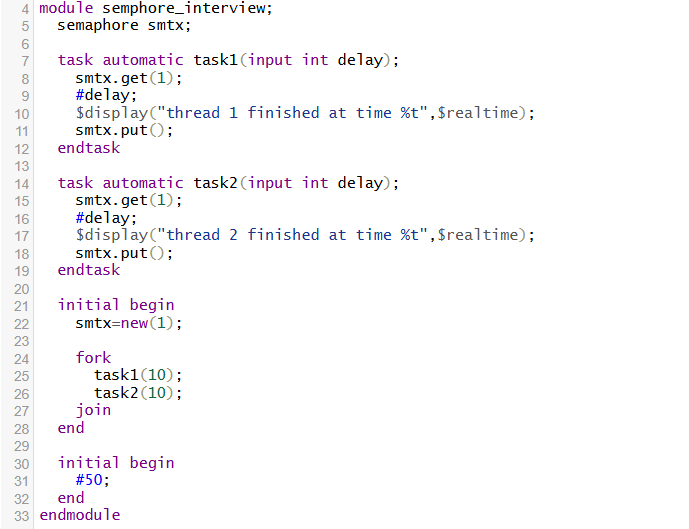 4 module semphore_interview;
5 semaphore smtx;
6
7 task automatic task1(input int delay);
8 smtx.get(1);
9 #delay;
10 $display("thread 1 finished at time %t",$realtime);
11 smtx.put();
12 endtask
13
14 task automatic task2(input int delay);
15 smtx.get(1);
16 #delay;
17 $display("thread 2 finished at time %t",$realtime);
18 smtx.put();
19 endtask
20
21 initial begin
22 smtx=new(1);
23
24 fork
25 task1(10);
26 task2(10);
27 join
28 end
29
30 initial begin
31 #50;
32 end
33 endmodule